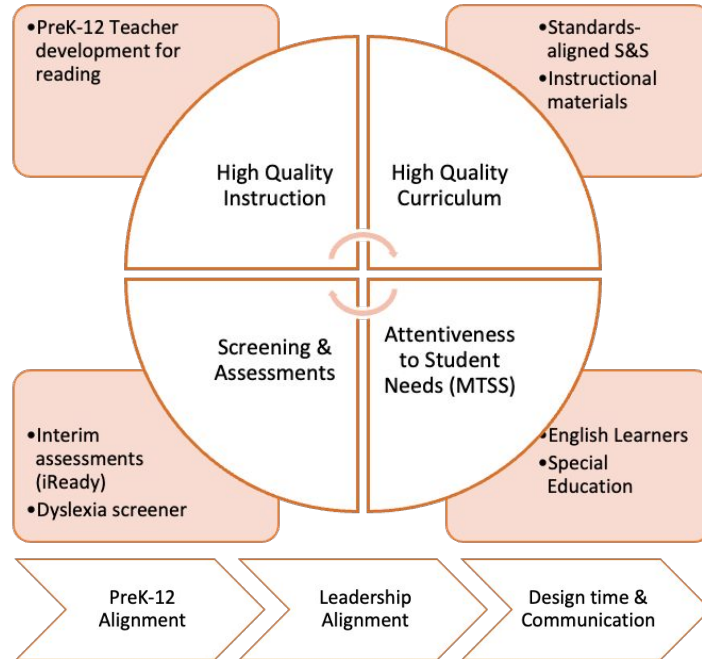 •PreK-12 Teacher
development for
reading
•Standards-
aligned S&S
•Instructional
materials
High Quality
Instruction
High Quality
Curriculum
Screening &
Assessments
Attentiveness
to Student
Needs (MTSS)
•Interim
assessments
(iReady)
•Dyslexia screener
•English Learners
•Special
Education
PreK-12
Alignment
Leadership
Alignment
Design time &
Communication